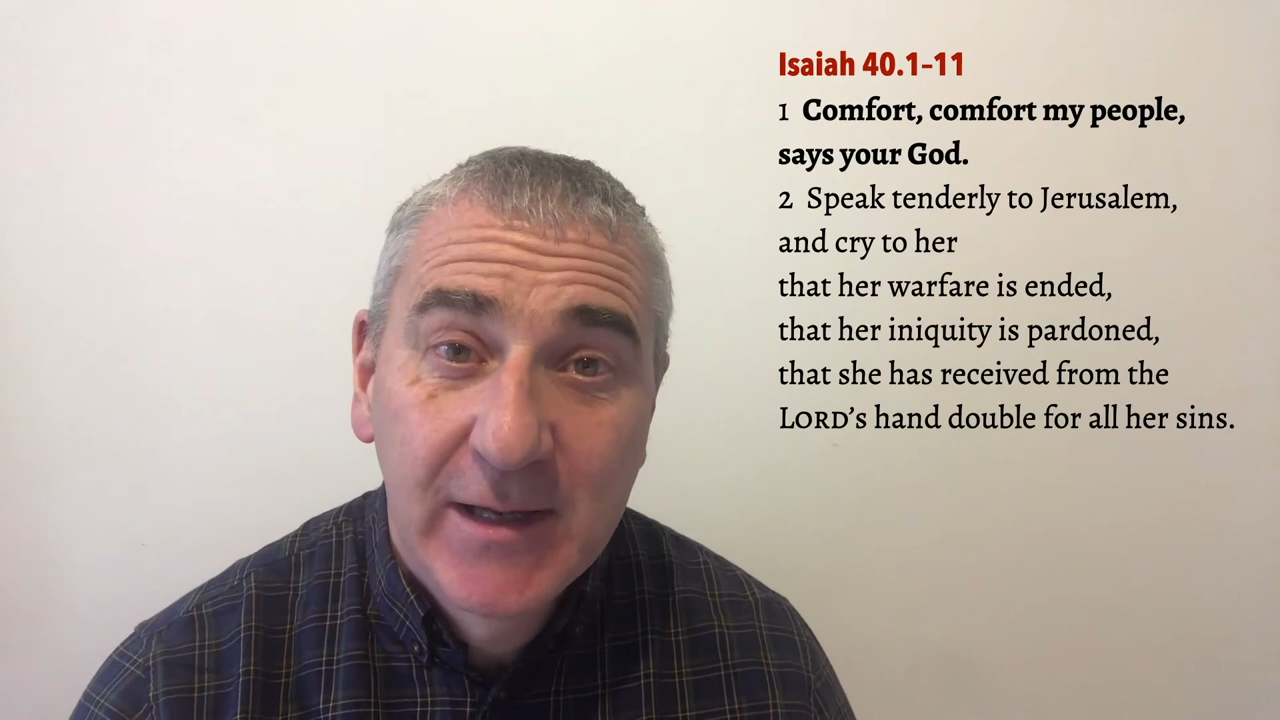 Isaiah 40.1–11
1 Comfort, comfort my people,
says your God.
2 Speak tenderly to Jerusalem,
and cry to her
that her warfare is ended,
that her iniquity is pardoned,
that she has received from the
LORD’s hand double for all her sins.